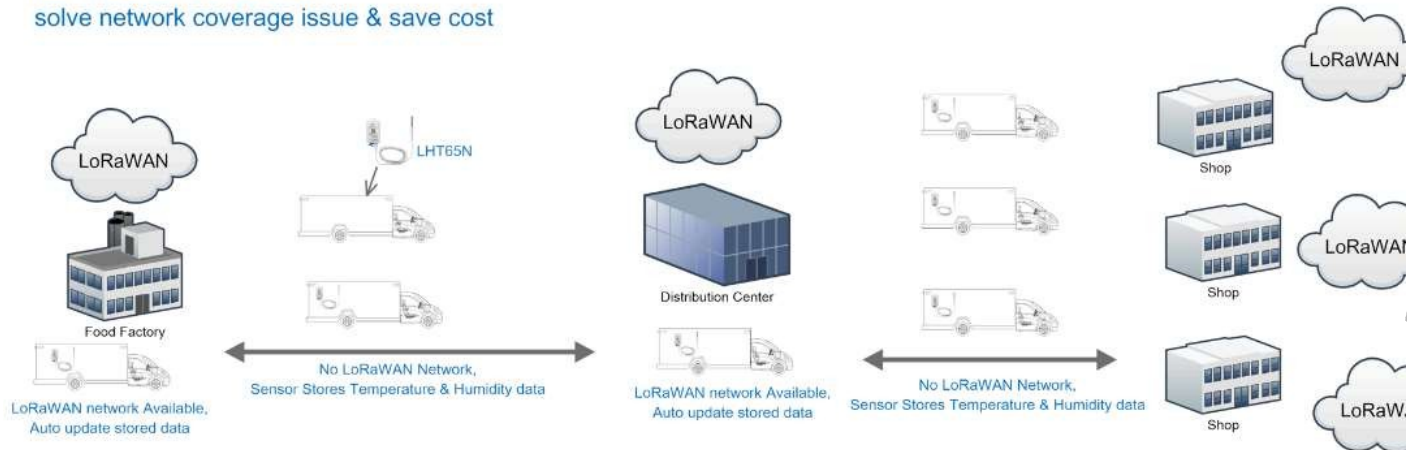 solve network coverage issue & save cost
LoRaWAN
Food Factory
LoRaWAN network Available,
Auto update stored data
LHT65N
No LoRaWAN Network,
Sensor Stores Temperature & Humidity data
LoRaWAN
Distribution Center
LoRaWAN network Available,
Auto update stored data
No LoRaWAN Network,
Sensor Stores Temperature & Humidity data
LoRaWAN
Shop
Shop
Shop